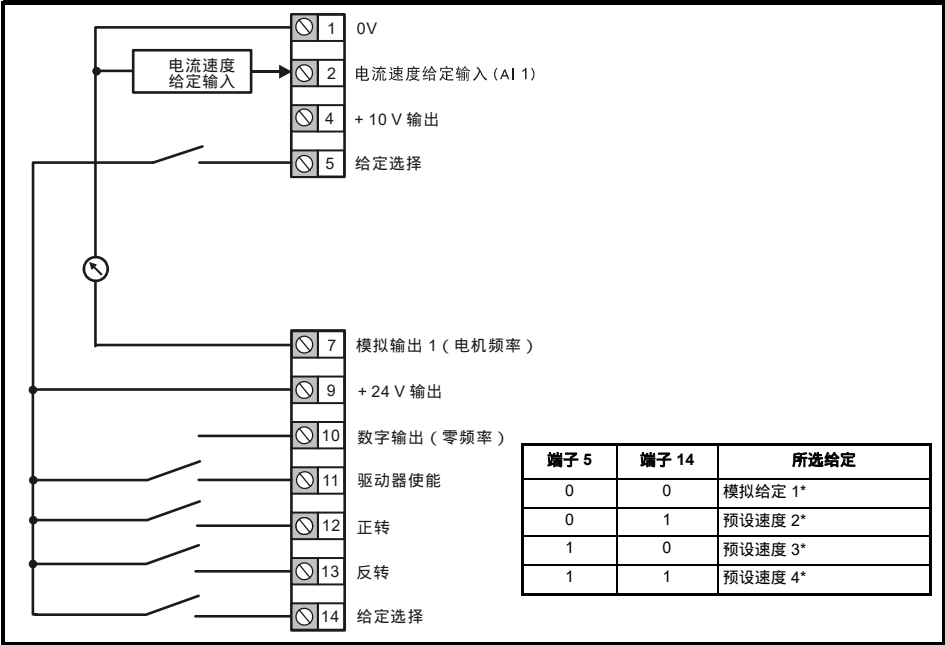 1 0V
电流速度
给定输入
2 电流速度给定输入 (AI 1)
4 + 10 V 输出
5 给定选择
7 模拟输出 1 ( 电机频率 )
9 + 24 V 输出
10 数字输出 ( 零频率 )
11 驱动器使能
12 正转
13 反转
14 给定选择
端子 5 端子 14 所选给定
0 0 模拟给定 1*
0 1 预设速度 2*
1 0 预设速度 3*
1 1 预设速度 4*